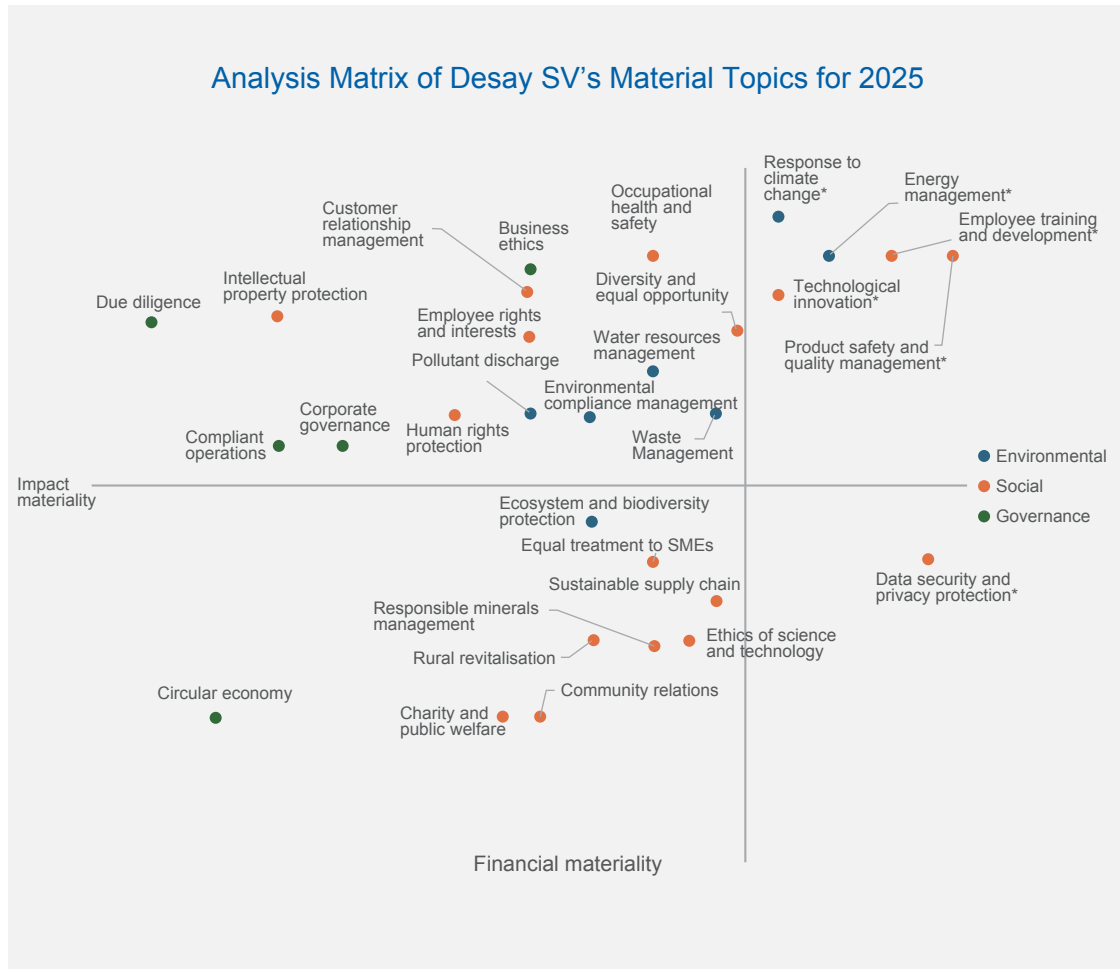 Analysis Matrix of Desay SV’s Material Topics for 2025
Response to
climate
change*
Energy
management*
Occupational
health and
safety
Customer
relationship
management
Business
ethics
Employee training
and development*
Intellectual
property protection
Diversity and
equal opportunity
Technological
innovation*
Due diligence
Employee rights
and interests
Water resources
management
Product safety and
quality management*
Pollutant discharge
Environmental
compliance management
Corporate
governance
Human rights
protection
Compliant
operations
Waste
Management
Environmental
Social
Governance
Impact
materiality
Ecosystem and biodiversity
protection
Equal treatment to SMEs
Sustainable supply chain
Data security and
privacy protection*
Responsible minerals
management
Ethics of science
and technology
Rural revitalisation
Circular economy
Community relations
Charity and
public welfare
Financial materiality